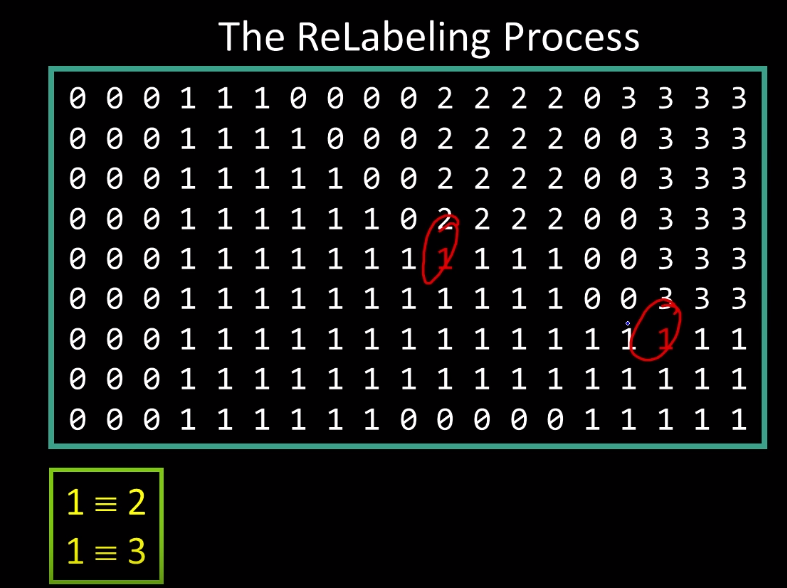 The ReLabeling Process
0 0 0 1 1 1 0 0 0 0 2 2 2 2 0 3 3 3 3
0 0 0 1 1 1 1 0 0 0 2 2 2 2 0 0 3 3 3
0 0 0 1 1 1 1 1 0 0 2 2 2 2 0 0 3 3 3
0 0 0 1 1 1 1 1 1 0 2 2 2 2 0 0 3 3 3
0 0 0 1 1 1 1 1 1 1 1 1 1 1 0 0 3 3 3
0 0 0 1 1 1 1 1 1 1 1 1 1 1 0 0 3 3 3
0 0 0 1 1 1 1 1 1 1 1 1 1 1 1 1 1 1 1
0 0 0 1 1 1 1 1 1 1 1 1 1 1 1 1 1 1 1
0 0 0 1 1 1 1 1 1 0 0 0 0 0 1 1 1 1 1
1 ≡ 2
1 ≡ 3